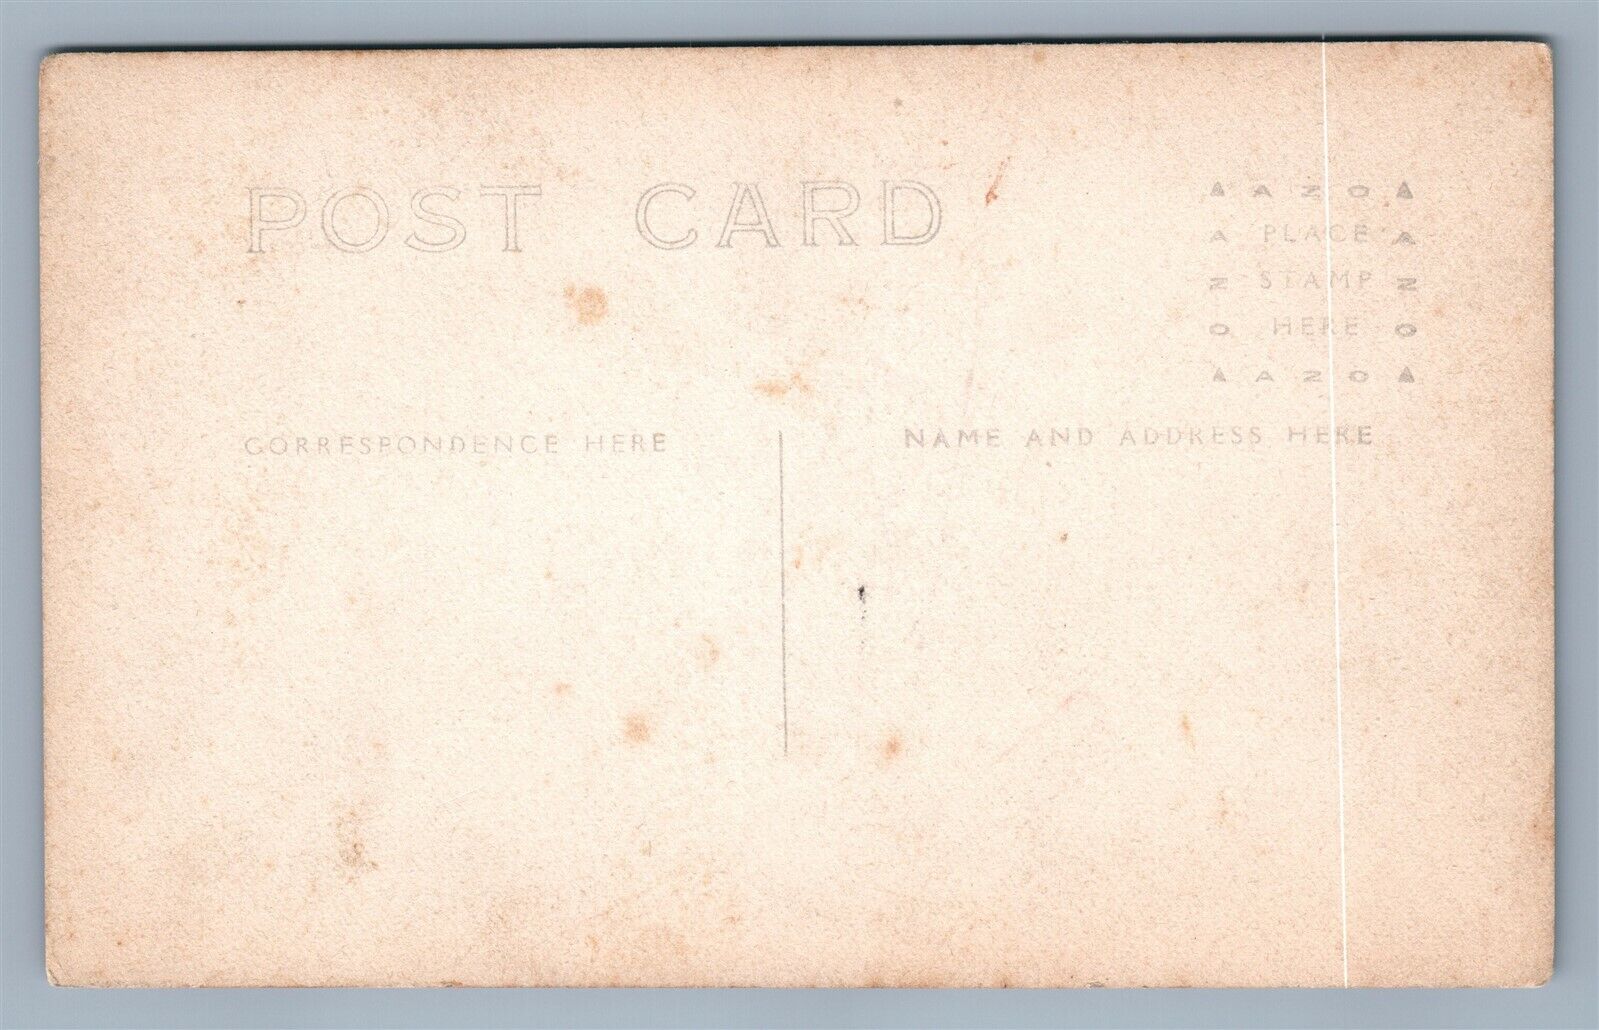 POST CARD
AZO
A PLACE A
N STAMP N
O HERE O
AZO
CORRESPONDENCE HERE
NAME AND ADDRESS HERE